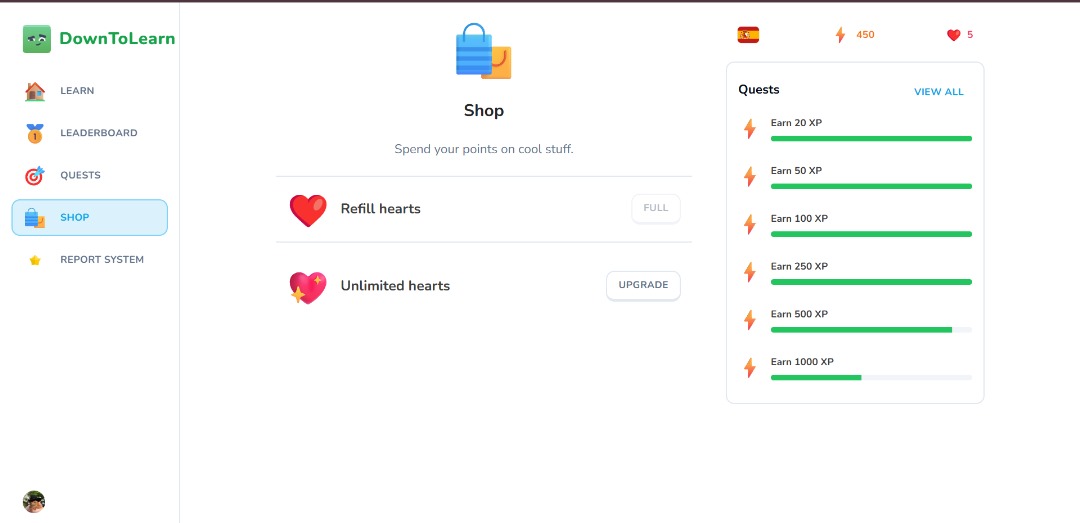 DownToLearn
LEARN
1
LEADERBOARD
QUESTS
SHOP
REPORT SYSTEM
Shop
Spend your points on cool stuff.
Refill hearts
FULL
Unlimited hearts
UPGRADE
450
5
Quests
VIEW ALL
Earn 20 XP
Earn 50 XP
Earn 100 XP
Earn 250 XP
Earn 500 XP
Earn 1000 XP